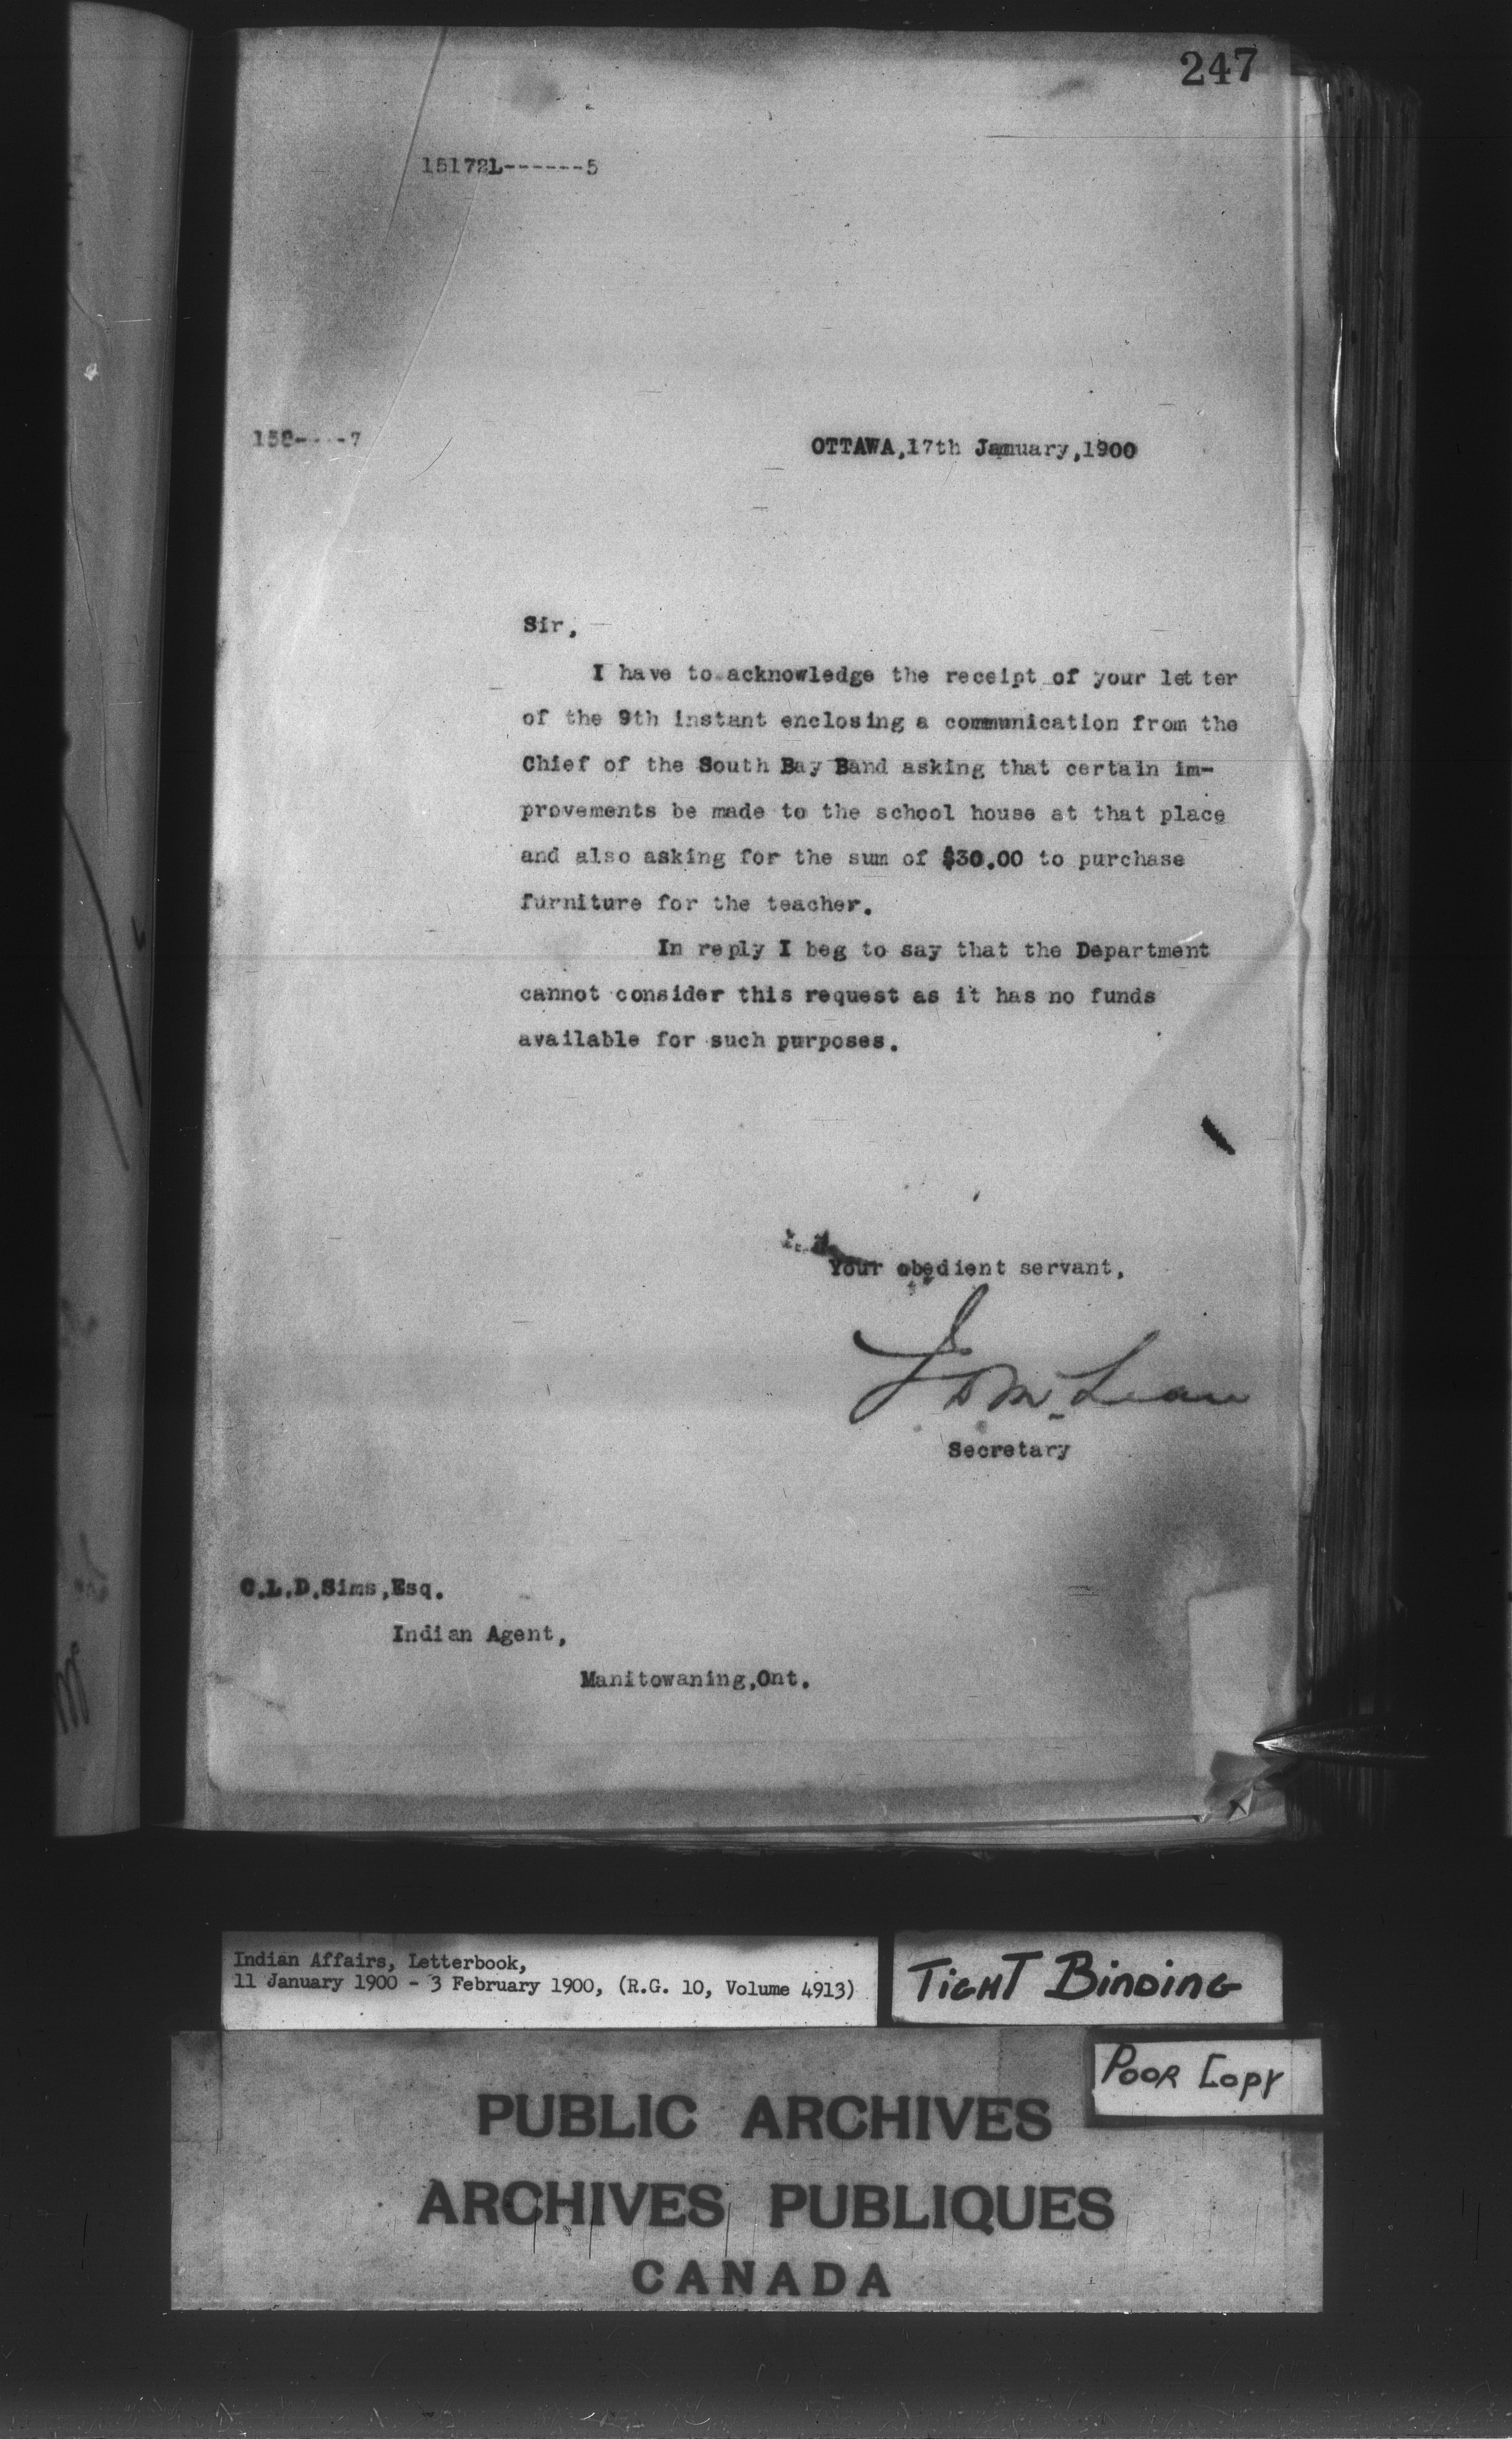 247
15172L------5
158-----7
OTTAWA,17th January,1900
Sir,
I have to acknowledge the receipt of your letter
of the 9th instant enclosing a communication from the
Chief of the South Bay Band asking that certain im-
provements be made to the school house at that place
and also asking for the sum of $30.00 to purchase
furniture for the teacher.
In reply I beg to say that the Department
cannot consider this request as it has no funds
available for such purposes.
Your obedient servant,
J D McLean
Secretary
C.L.D.Sims,Esq.
Indian Agent,
Manitowaning,Ont.
Indian Affairs, Letterbook,
11 January 1900 - 3 February 1900, (R.G. 10, Volume 4913)
TIGHT BINDING
POOR COPY
PUBLIC ARCHIVES
ARCHIVES PUBLIQUES
CANADA